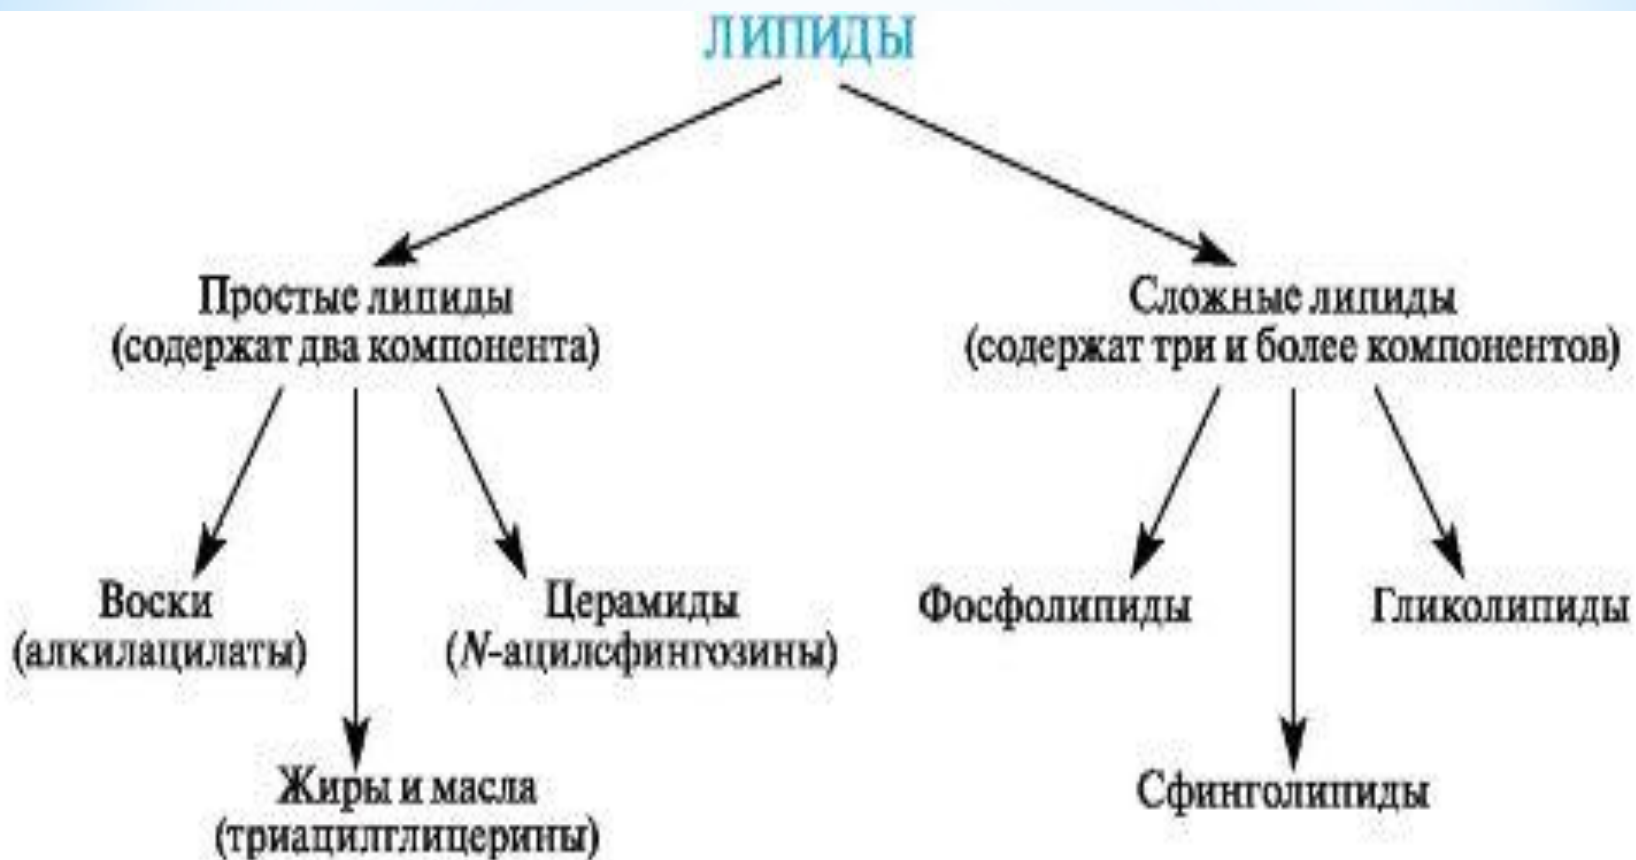 ЛИПИДЫ
Простые липиды
(содержат два компонента)
Сложные липиды
(содержат три и более компонентов)
Воски
(алкилацилаты)
Церамиды
(N-ацилсфингозины)
Фосфолипиды
Гликолипиды
Жиры и масла
(триацилглицерины)
Сфинголипиды